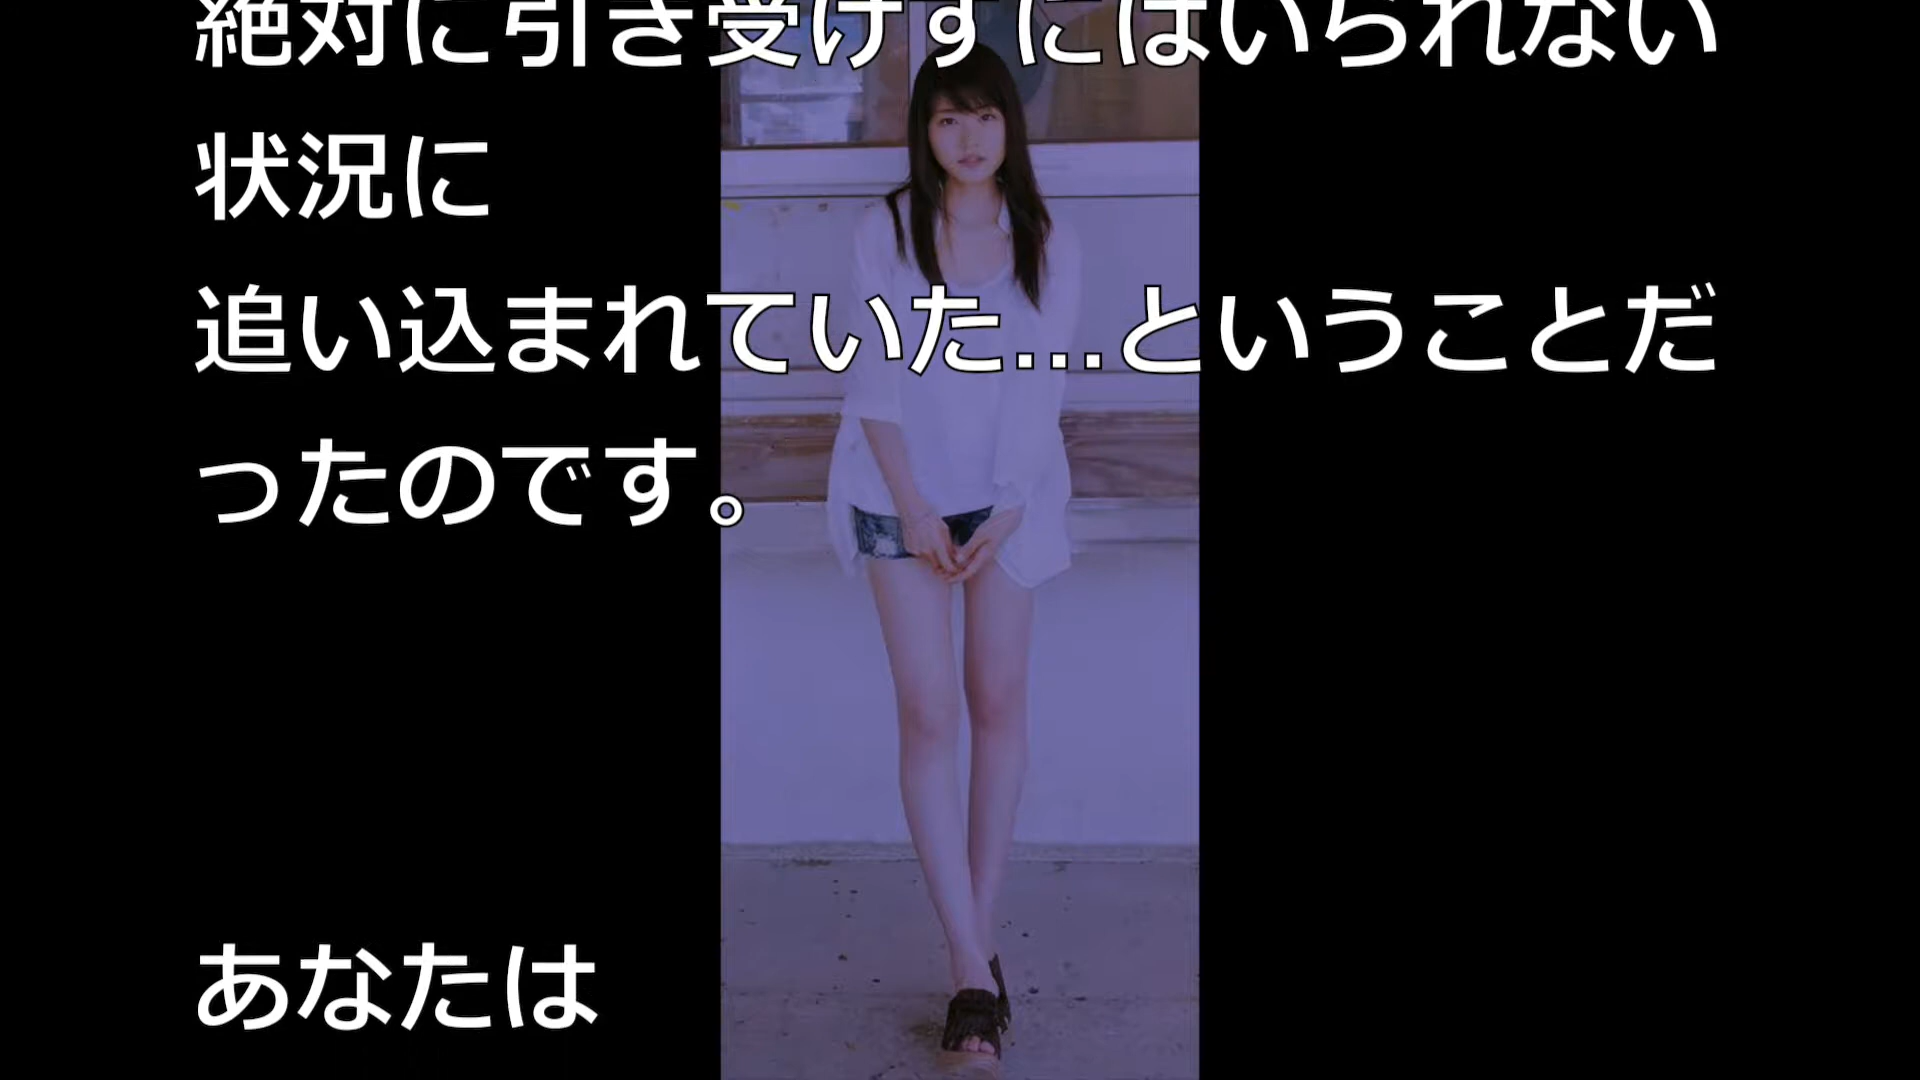 絶対に引き受けずにはいられない
状況に
追い込まれていた…ということだ
ったのです。
あなたは